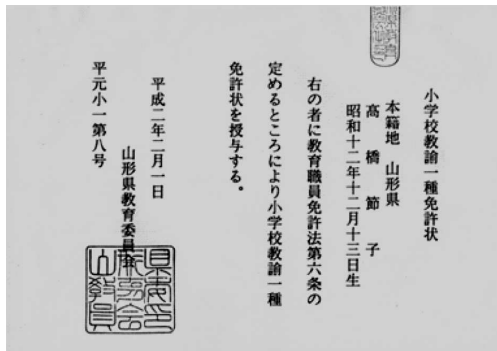 小学校教諭一種免許状
本籍地 山形県
髙橋節子
昭和十二年十二月十三日生
右の者に教育職員免許法第六条の
定めるところにより小学校教諭一種
免許状を授与する。
平成二年二月一日
山形県教育委員会
平元小一第八号